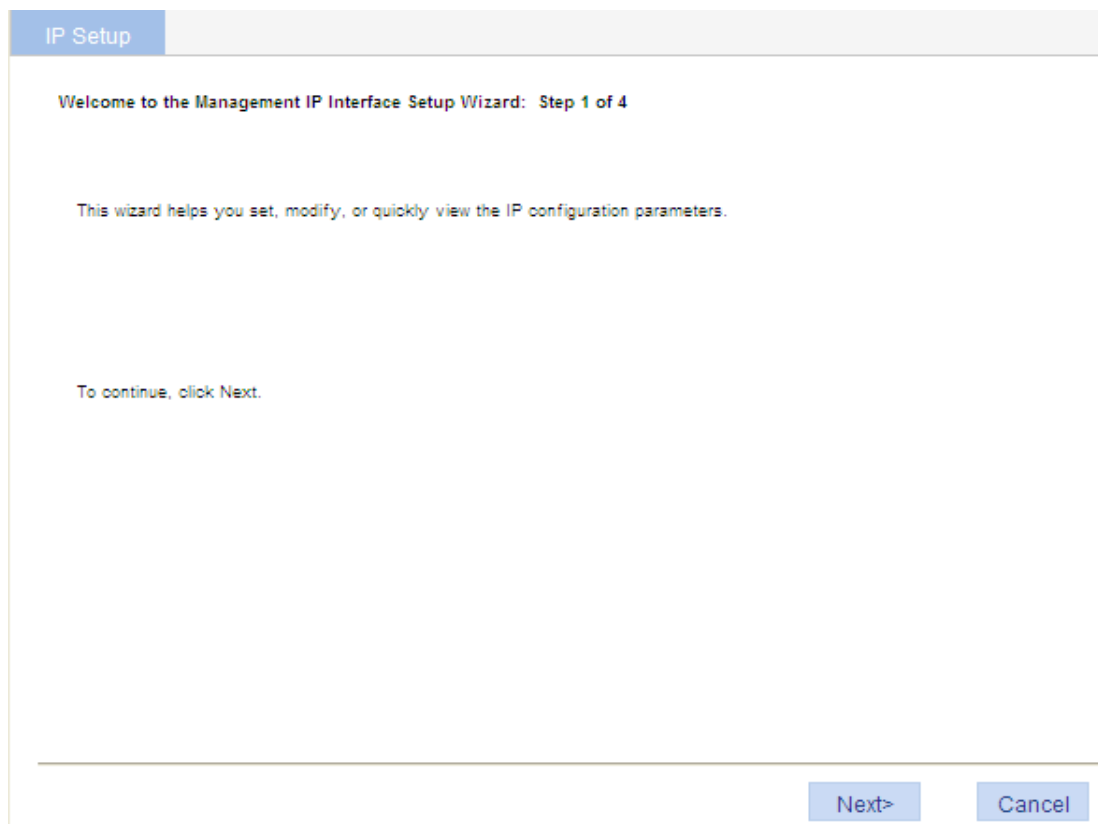 IP Setup
Welcome to the Management IP Interface Setup Wizard: Step 1 of 4
This wizard helps you set, modify, or quickly view the IP configuration parameters.
To continue, click Next.
Next>
Cancel